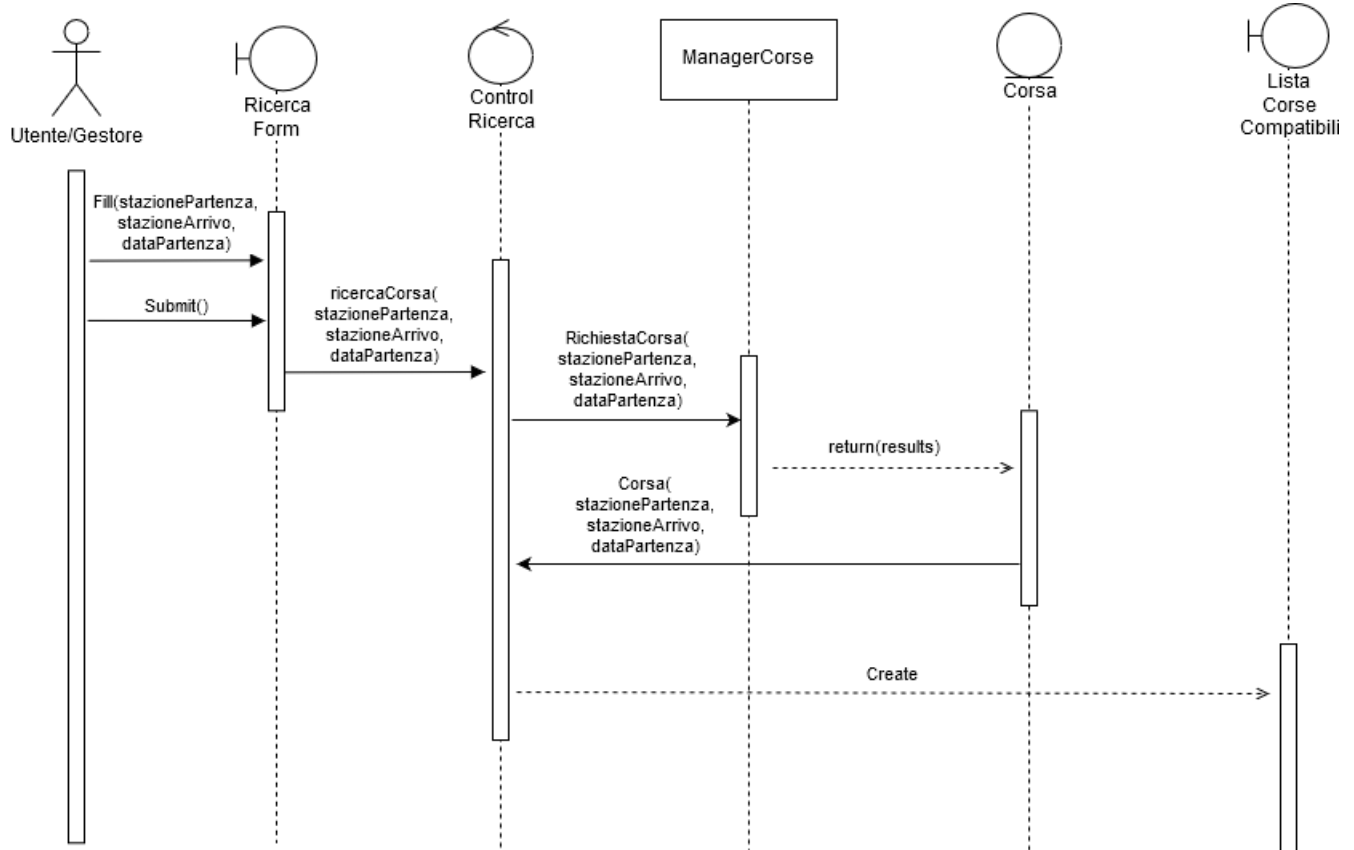 Utente/Gestore
Ricerca
Form
Control
Ricerca
ManagerCorse
Corsa
Lista
Corse
Compatibili
Fill(stazionePartenza,
stazioneArrivo,
dataPartenza)
Submit()
ricercaCorsa(
stazionePartenza,
stazioneArrivo,
dataPartenza)
RichiestaCorsa(
stazionePartenza,
stazioneArrivo,
dataPartenza)
return(results)
Corsa(
stazionePartenza,
stazioneArrivo,
dataPartenza)
Create